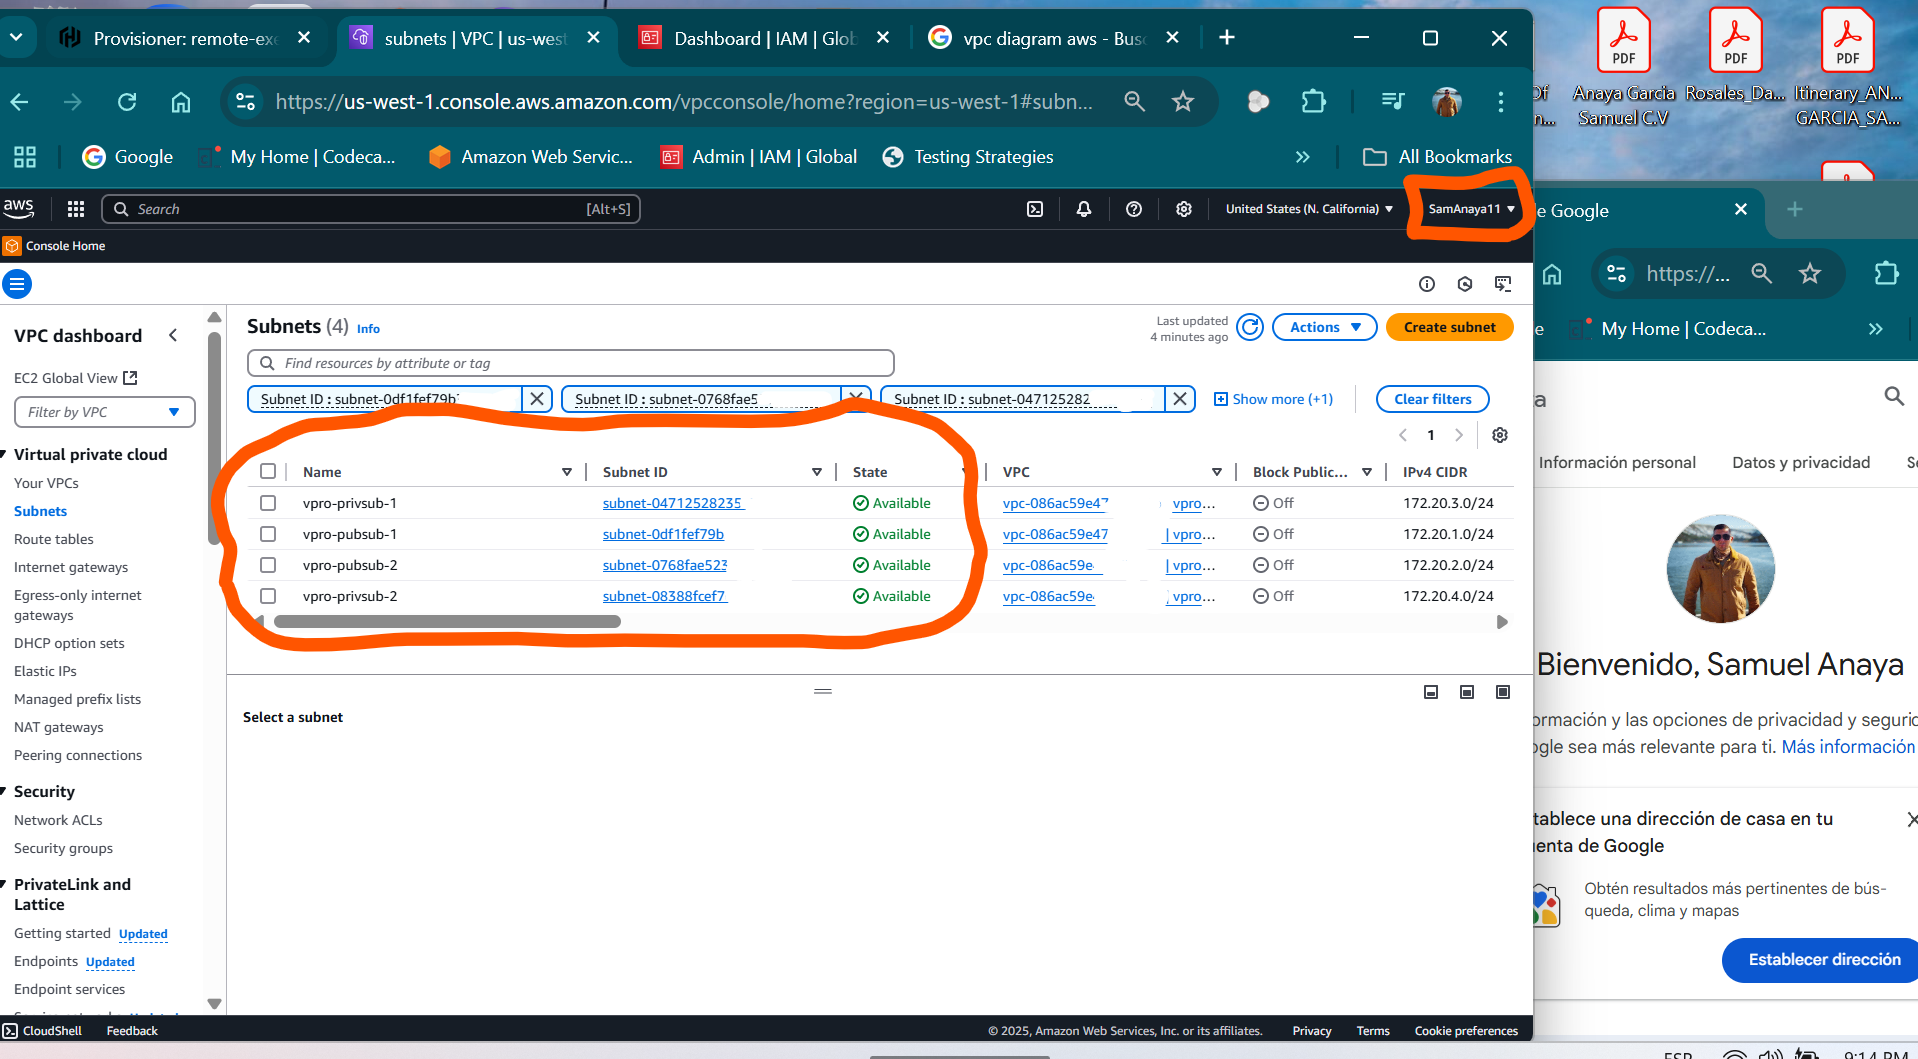 Provisioner: remote-exe
subnets | VPC | us-west
Dashboard | IAM | Glob
vpc diagram aws - Bus
https://us-west-1.console.aws.amazon.com/vpcconsole/home?region=us-west-1#subn...
Google
My Home | Codeca...
Amazon Web Servic...
Admin | IAM | Global
Testing Strategies
All Bookmarks
PDF
PDF
PDF
Anaya Garcia
Samuel C.V
Rosales_Da...
Itinerary_AN...
GARCIA_SA...
aws
Search
[Alt+S]
United States (N. California)
SamAnaya11
Console Home
VPC dashboard
EC2 Global View
Filter by VPC
Virtual private cloud
Your VPCs
Subnets
Route tables
Internet gateways
Egress-only internet
gateways
DHCP option sets
Elastic IPs
Managed prefix lists
NAT gateways
Peering connections
Security
Network ACLs
Security groups
PrivateLink and
Lattice
Getting started Updated
Endpoints Updated
Endpoint services
Subnets (4) Info
Last updated
4 minutes ago
Actions
Create subnet
Find resources by attribute or tag
Subnet ID : subnet-0df1fef79b
Subnet ID : subnet-0768fae5
Subnet ID : subnet-047125282
Show more (+1)
Clear filters
1
Name Subnet ID State VPC Block Public... IPv4 CIDR
vpro-privsub-1 subnet-04712528235 Available vpc-086ac59e47 vpro... Off 172.20.3.0/24
vpro-pubsub-1 subnet-0df1fef79b Available vpc-086ac59e47 | vpro... Off 172.20.1.0/24
vpro-pubsub-2 subnet-0768fae523 Available vpc-086ac59e | vpro... Off 172.20.2.0/24
vpro-privsub-2 subnet-08388fcef7 Available vpc-086ac59e vpro... Off 172.20.4.0/24
Select a subnet
CloudShell
Feedback
© 2025, Amazon Web Services, Inc. or its affiliates.
Privacy
Terms
Cookie preferences
e Google
https://...
e
My Home | Codeca...
a
Información personal
Datos y privacidad
Bienvenido, Samuel Anaya
ormación y las opciones de privacidad y seguric
ogle sea más relevante para ti. Más información
tablece una dirección de casa en tu
enta de Google
Obtén resultados más pertinentes de bús-
queda, clima y mapas
Establecer dirección
ESP
9:14 PM